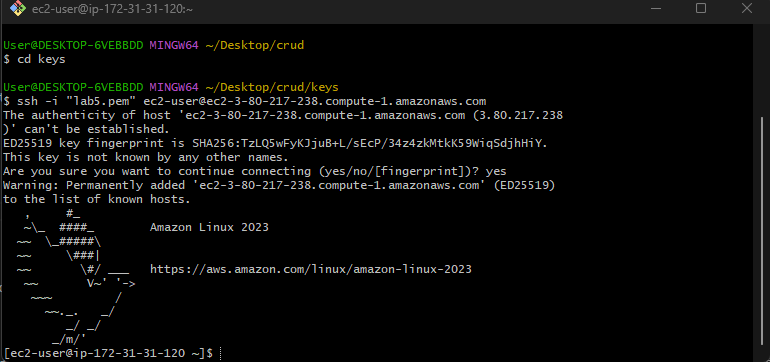 ec2-user@ip-172-31-31-120:~
User@DESKTOP-6VEBBDD MINGW64 ~/Desktop/crud
$ cd keys
User@DESKTOP-6VEBBDD MINGW64 ~/Desktop/crud/keys
$ ssh -i "lab5.pem" ec2-user@ec2-3-80-217-238.compute-1.amazonaws.com
The authenticity of host 'ec2-3-80-217-238.compute-1.amazonaws.com (3.80.217.238
)' can't be established.
ED25519 key fingerprint is SHA256:TzLQ5wFyKJjuB+L/sEcP/34z4zkMtkK59WiqSdjhHiY.
This key is not known by any other names.
Are you sure you want to continue connecting (yes/no/[fingerprint])? yes
Warning: Permanently added 'ec2-3-80-217-238.compute-1.amazonaws.com' (ED25519)
to the list of known hosts.
   ,     #_
   ~\_  ####_        Amazon Linux 2023
  ~~  \_#####\
  ~~     \###|
  ~~       \#/ ___   https://aws.amazon.com/linux/amazon-linux-2023
   ~~       V~' '->
    ~~~         /
      ~~._.   _/
         _/ _/
       _/m/'
[ec2-user@ip-172-31-31-120 ~]$